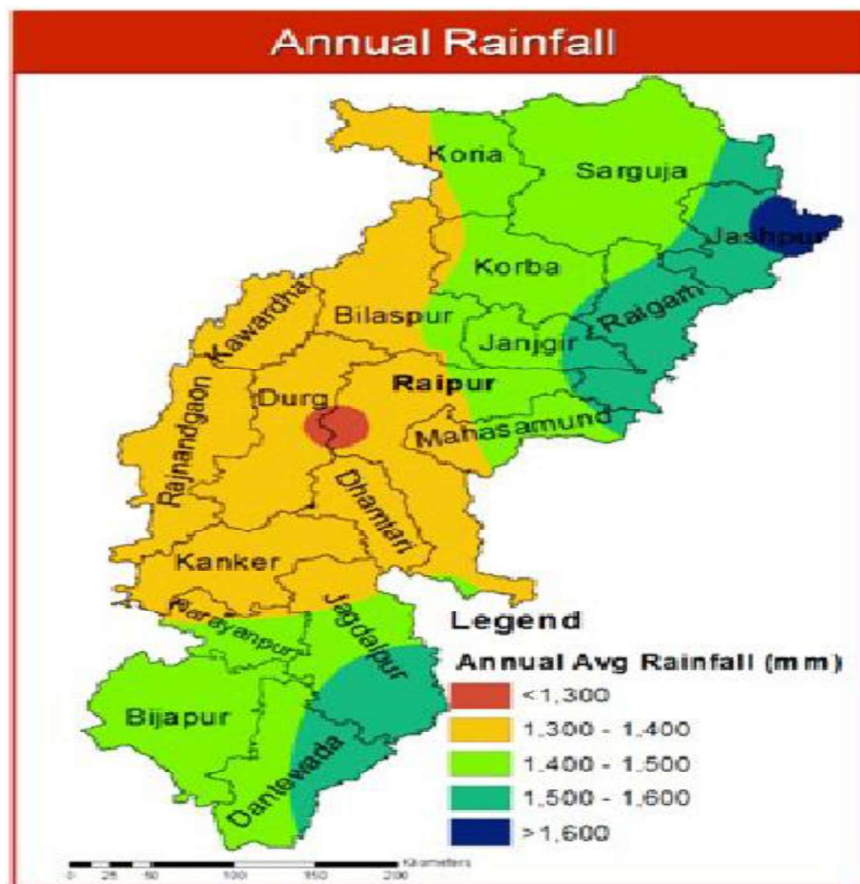 Annual Rainfall
Koria
Sarguja
Jashpur
Korba
Raigarh
Bilaspur
Kawardha
Janjgir
Raipur
Durg
Mahasamund
Rajnandgaon
Dhamtari
Kanker
Narayanpur
Jagdalpur
Bijapur
Dantewada
Legend
Annual Avg Rainfall (mm)
<1,300
1,300 - 1,400
1,400 - 1,500
1,500 - 1,600
>1,600
Kilometers
0 25 50 100 150 200